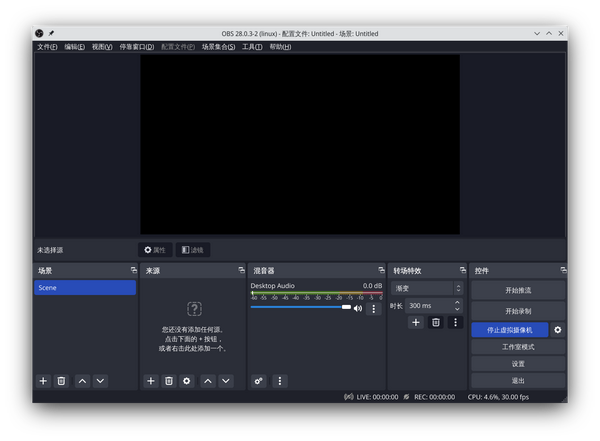 OBS 28.0.3-2 (linux) - 配置文件: Untitled - 场景: Untitled
文件(F) 编辑(E) 视图(V) 停靠窗口(D) 配置文件(P) 场景集合(S) 工具(T) 帮助(H)
未选择源 属性 滤镜
场景 来源 混音器 转场特效 控件
Scene
Desktop Audio 0.0 dB
-60 -55 -50 -45 -40 -35 -30 -25 -20 -15 -10 -5 0
您还没有添加任何源。
点击下面的 + 按钮，
或者右击此处添加一个。
渐变
时长 300 ms
开始推流
开始录制
停止虚拟摄像机
工作室模式
设置
退出
LIVE: 00:00:00 REC: 00:00:00 CPU: 4.6%, 30.00 fps